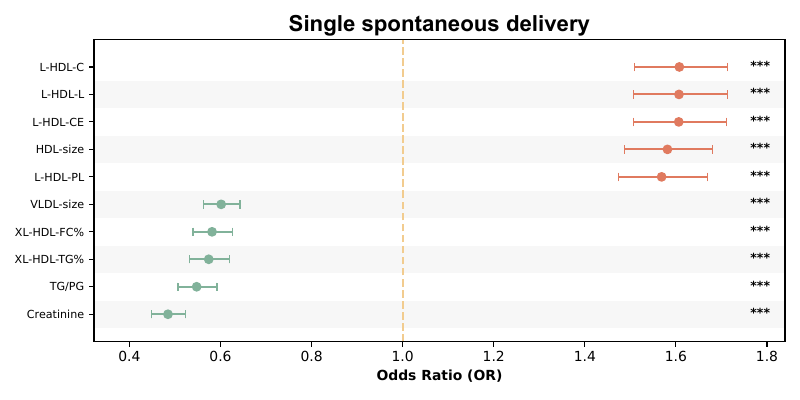 Single spontaneous delivery
L-HDL-C ***
L-HDL-L ***
L-HDL-CE ***
HDL-size ***
L-HDL-PL ***
VLDL-size ***
XL-HDL-FC% ***
XL-HDL-TG% ***
TG/PG ***
Creatinine ***
0.4 0.6 0.8 1.0 1.2 1.4 1.6 1.8
Odds Ratio (OR)